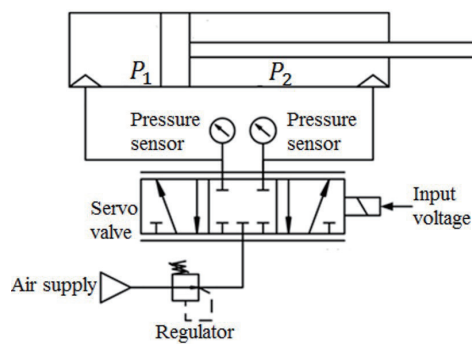 P₁
P₂
Pressure
sensor
Pressure
sensor
Servo
valve
Input
voltage
Air supply
Regulator